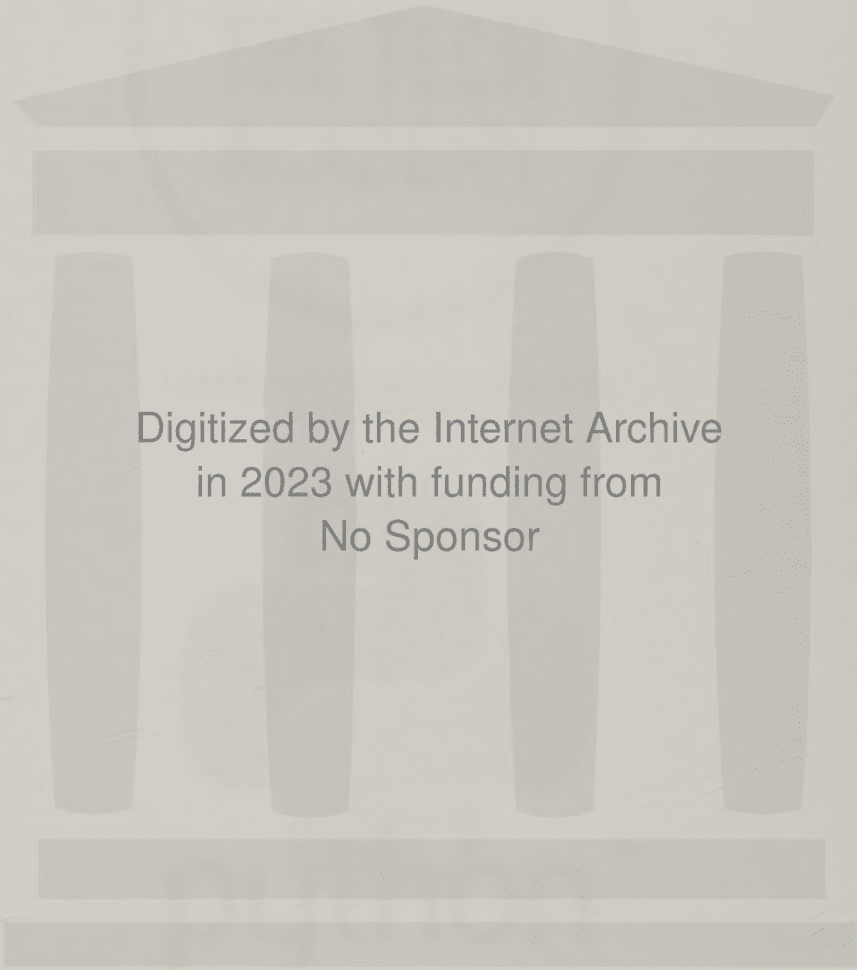 Digitized by the Internet Archive
in 2023 with funding from
No Sponsor